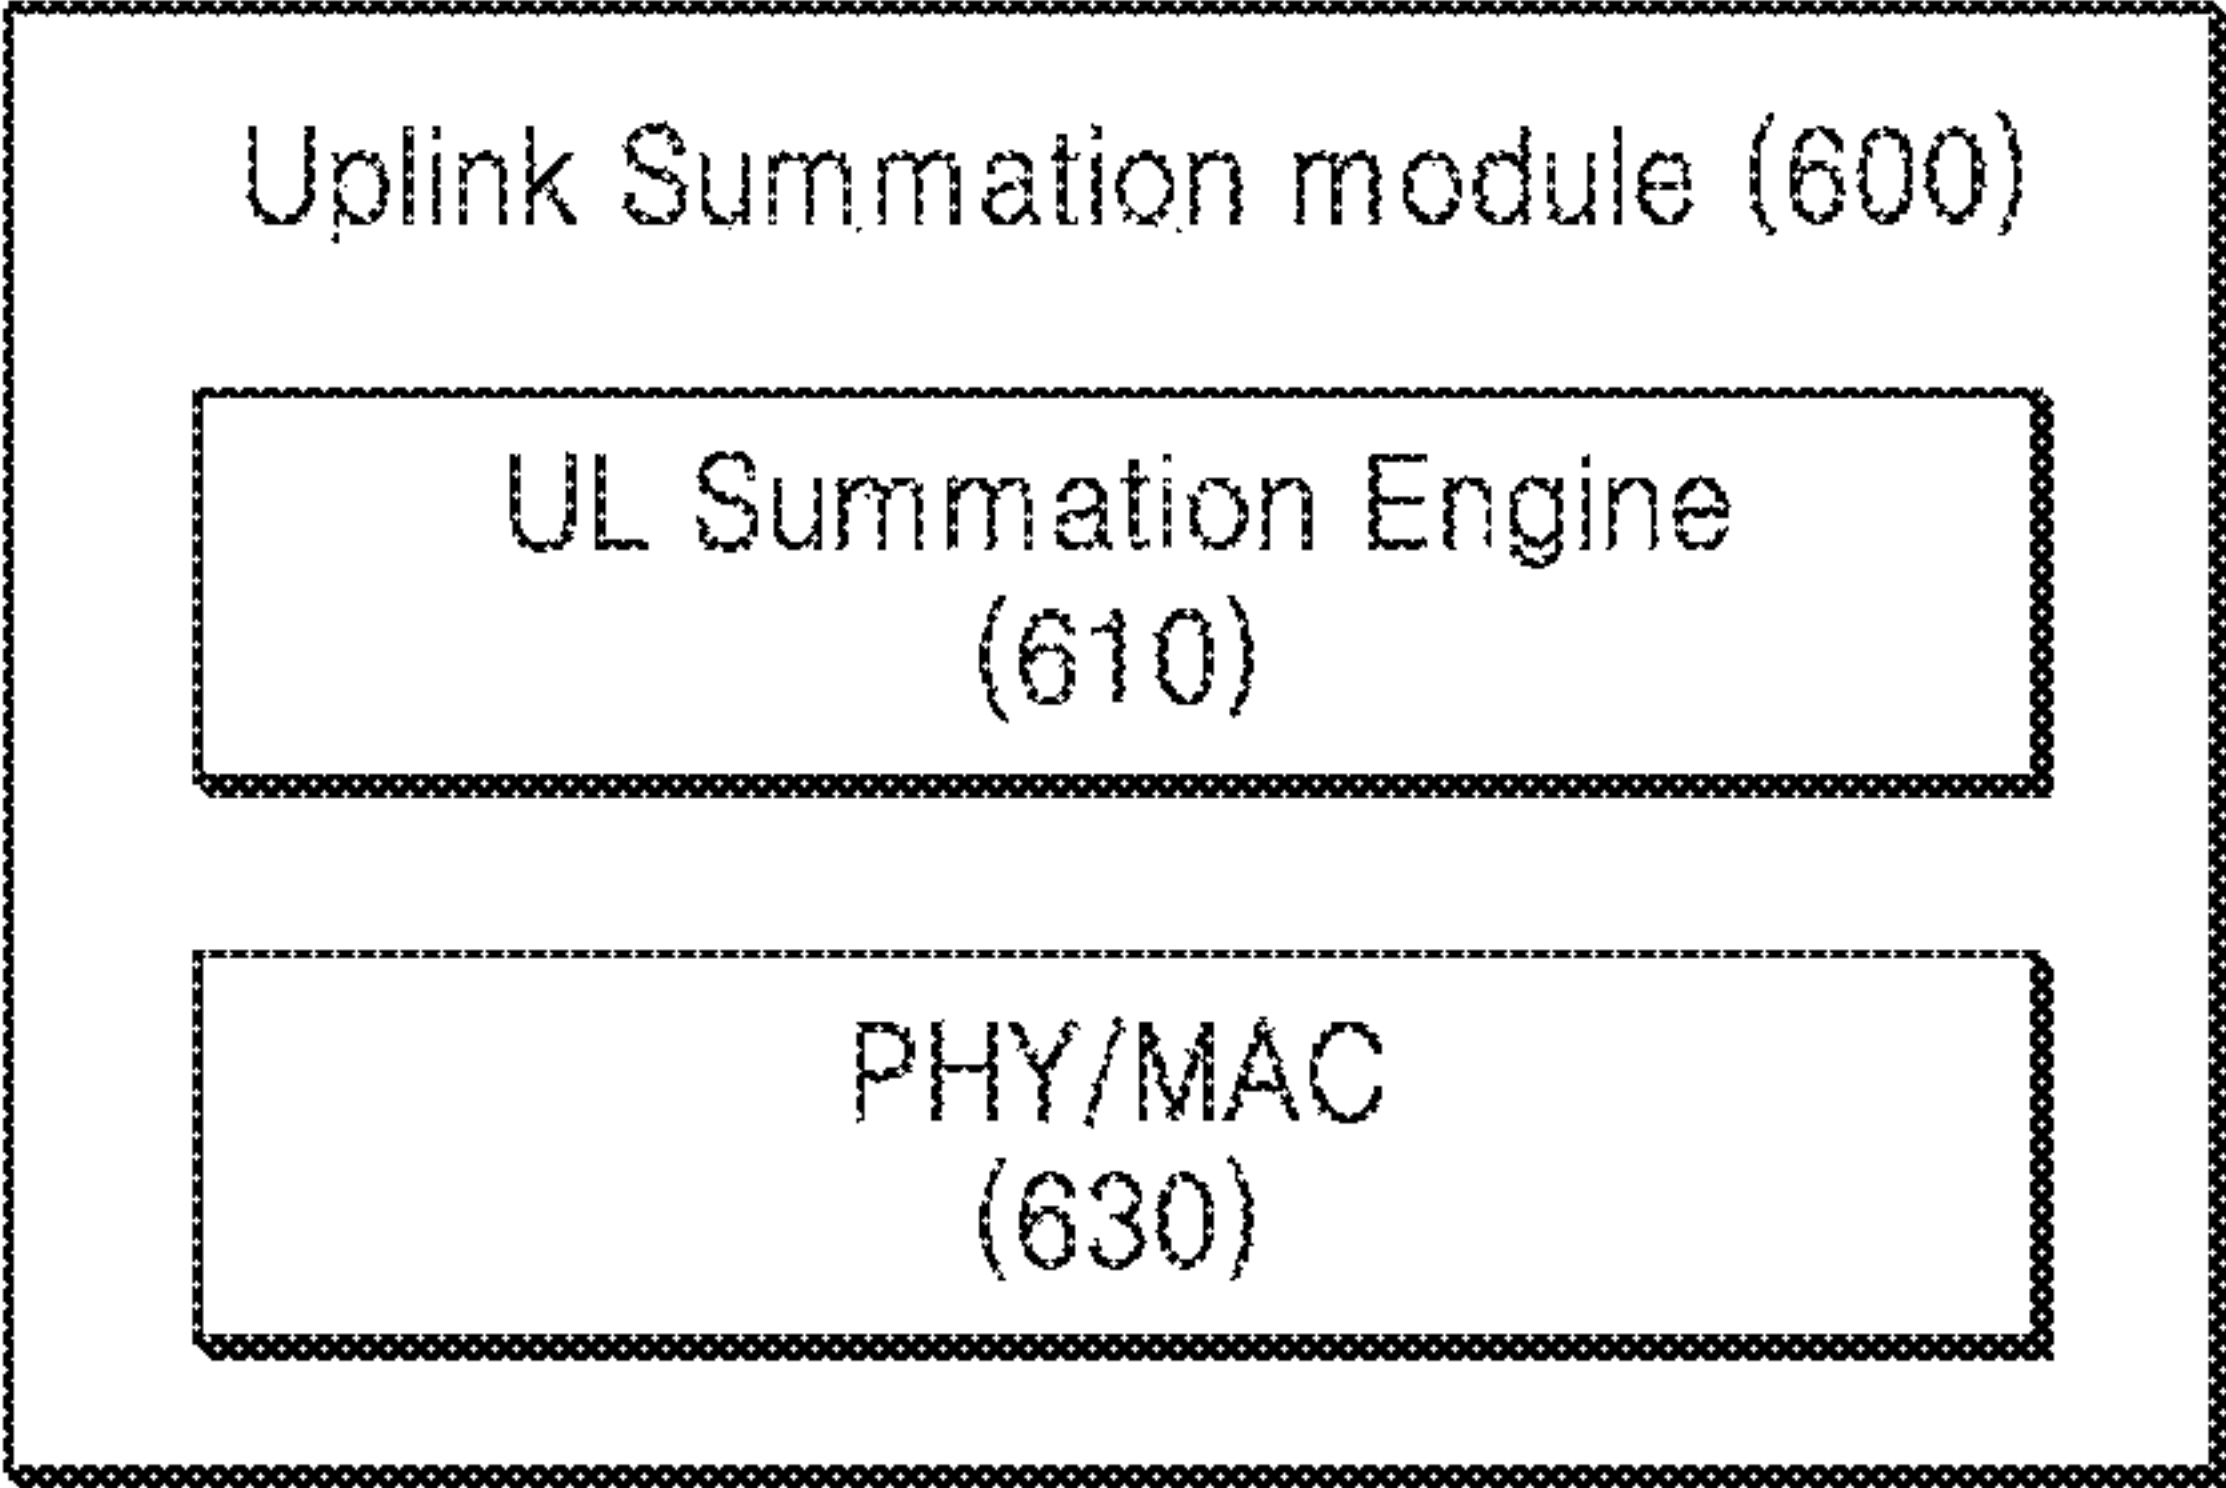 Uplink Summation module (600)
UL Summation Engine
(610)
PHY/MAC
(630)